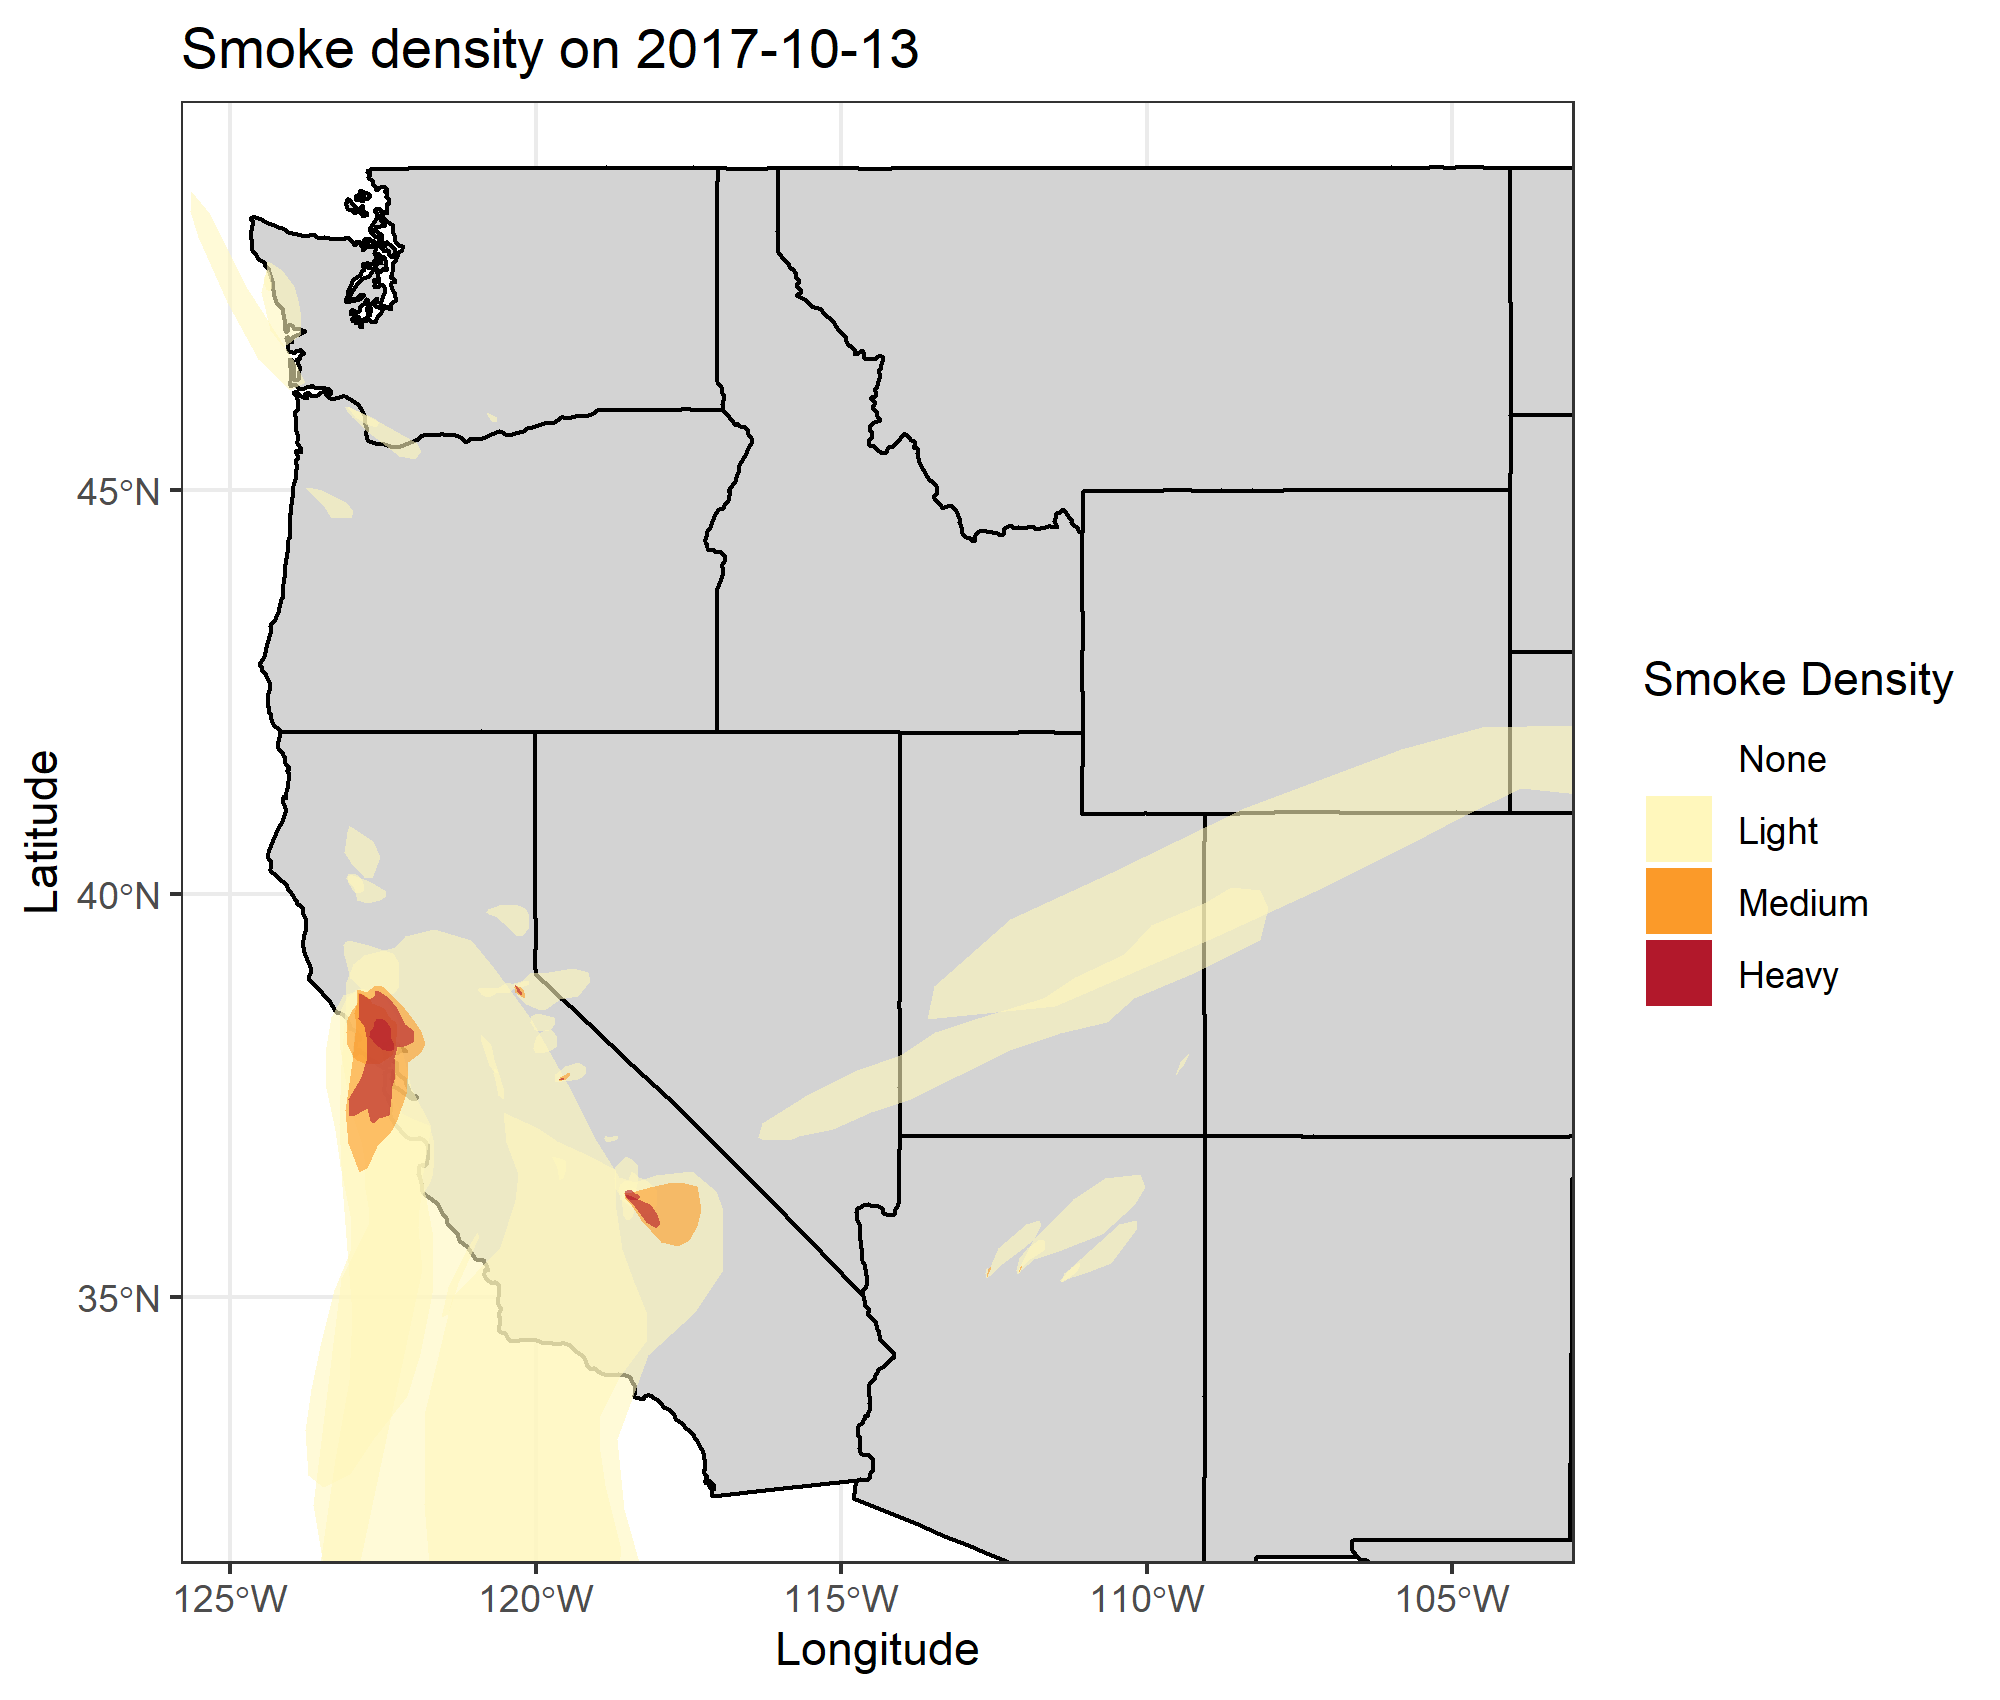 Smoke density on 2017-10-13
45°N
40°N
35°N
Latitude
125°W
120°W
115°W
110°W
105°W
Longitude
Smoke Density
None
Light
Medium
Heavy